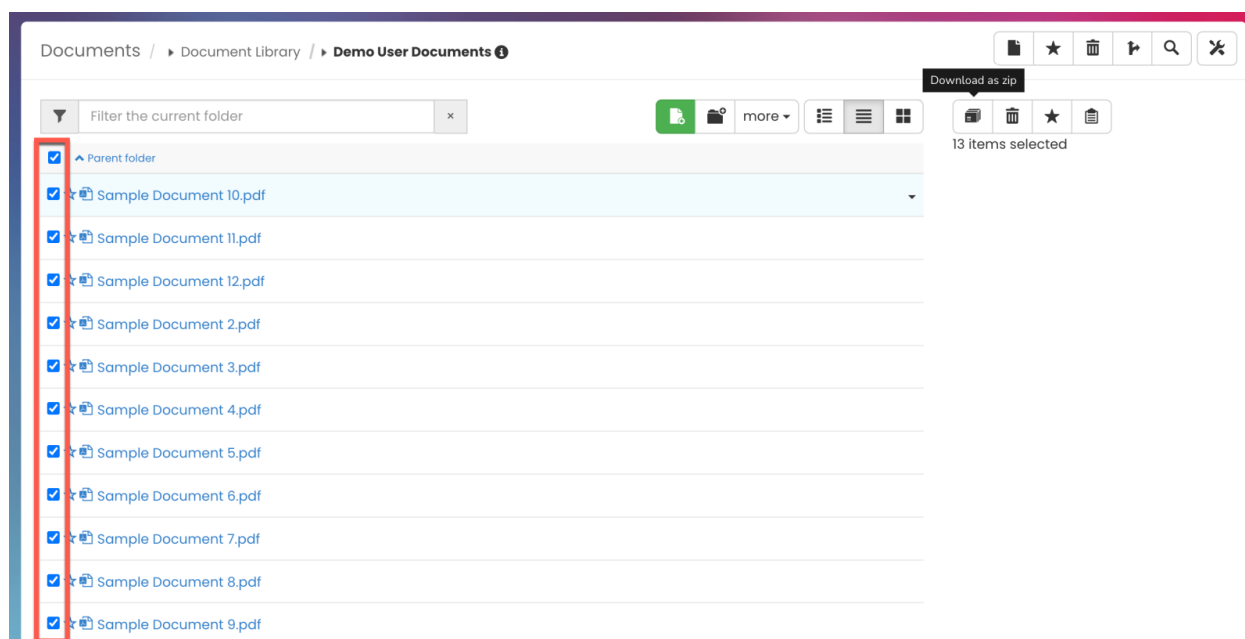 Documents / Document Library / Demo User Documents
Download as zip
Filter the current folder × more
13 items selected
Parent folder
Sample Document 10.pdf
Sample Document 11.pdf
Sample Document 12.pdf
Sample Document 2.pdf
Sample Document 3.pdf
Sample Document 4.pdf
Sample Document 5.pdf
Sample Document 6.pdf
Sample Document 7.pdf
Sample Document 8.pdf
Sample Document 9.pdf